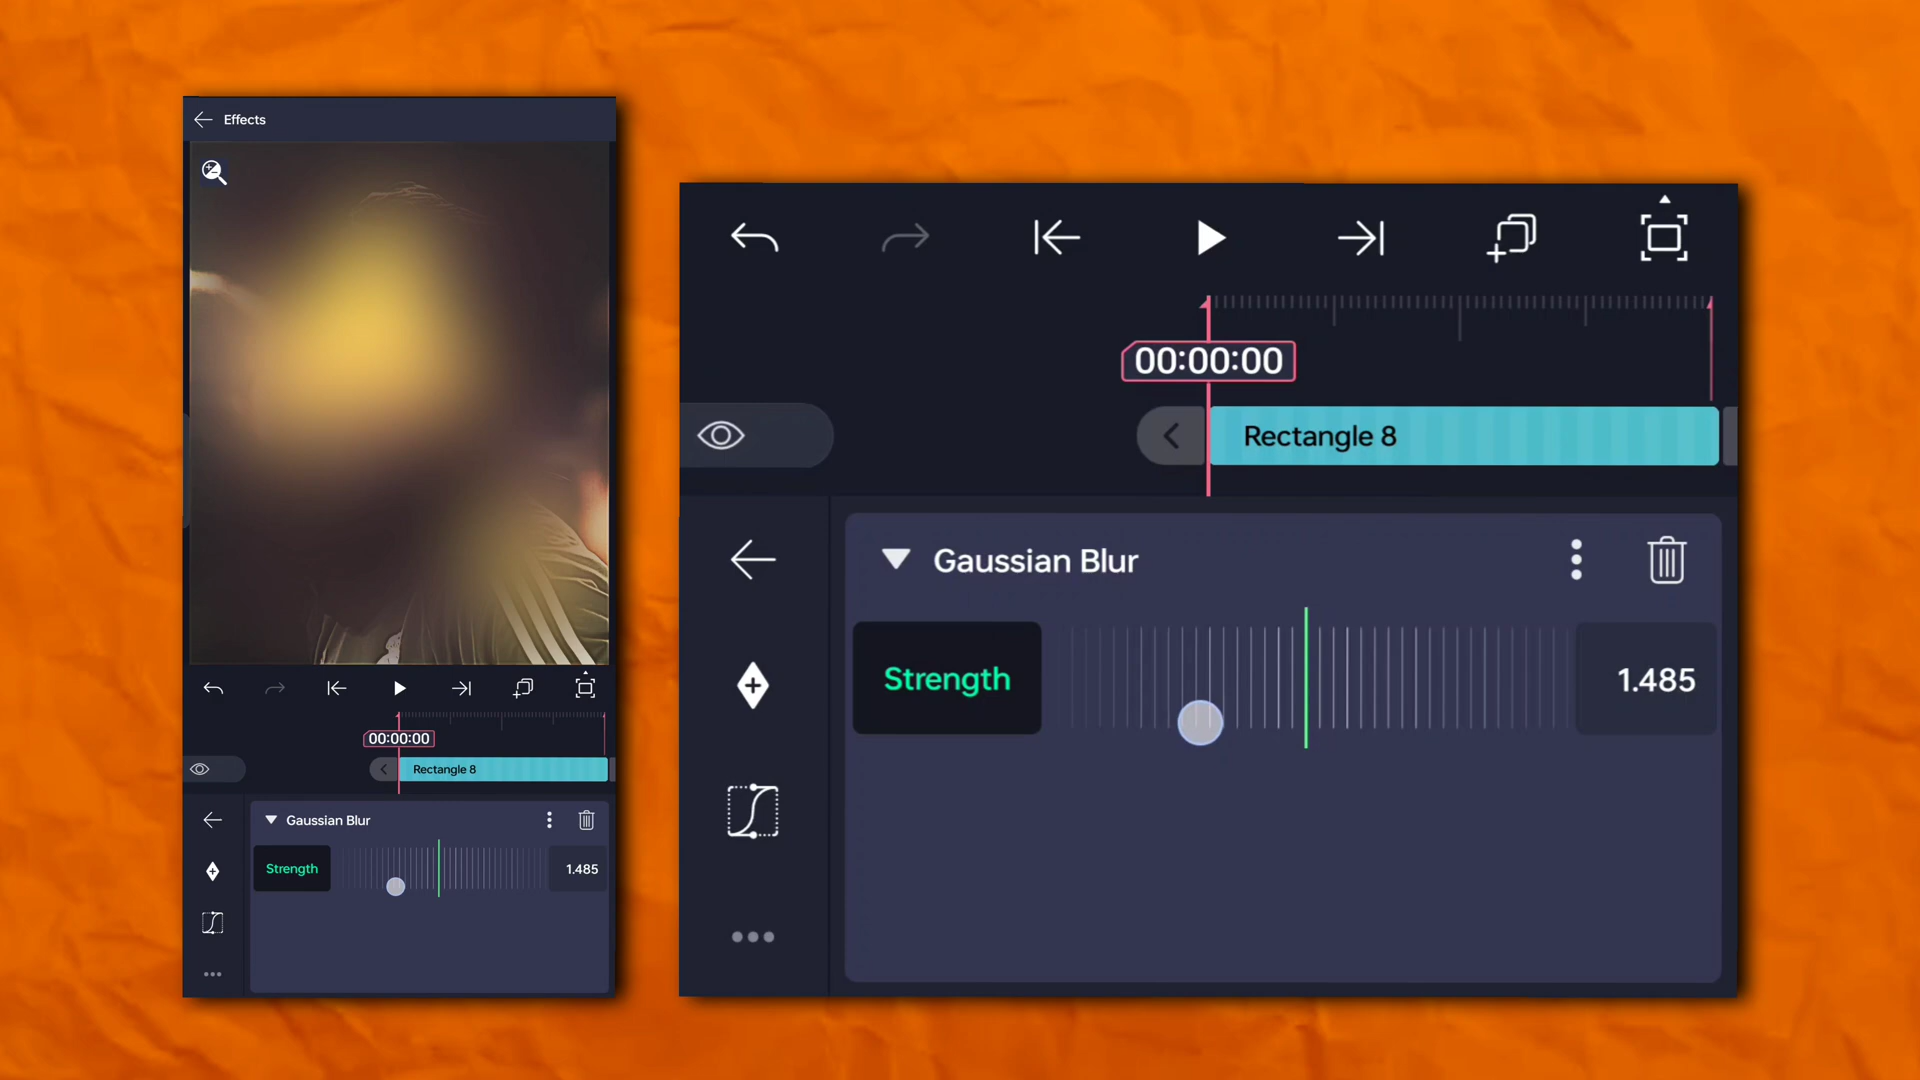 Effects
00:00:00
Rectangle 8
Gaussian Blur
Strength
1.485
00:00:00
Rectangle 8
Gaussian Blur
Strength
1.485